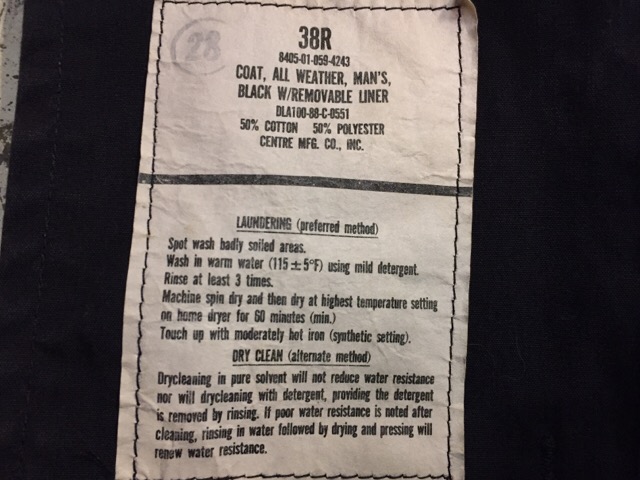 28
38R
8405-01-059-4243
COAT, ALL WEATHER, MAN'S,
BLACK W/REMOVABLE LINER
DLA100-88-C-0551
50% COTTON 50% POLYESTER
CENTRE MFG. CO., INC.
LAUNDERING (preferred method)
Spot wash badly soiled areas.
Wash in warm water (115 ± 5°F) using mild detergent.
Rinse at least 3 times.
Machine spin dry and then dry at highest temperature setting
on home dryer for 60 minutes (min.)
Touch up with moderately hot iron (synthetic setting).
DRY CLEAN (alternate method)
Drycleaning in pure solvent will not reduce water resistance
nor will drycleaning with detergent, providing the detergent
is removed by rinsing. If poor water resistance is noted after
cleaning, rinsing in water followed by drying and pressing will
renew water resistance.